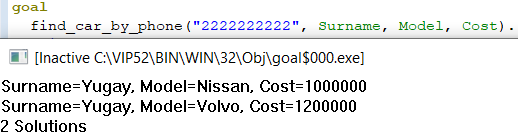 goal
find_car_by_phone("2222222222", Surname, Model, Cost).
[Inactive C:\VIP52\BIN\WIN\32\Obj\goal$000.exe]
Surname=Yugay, Model=Nissan, Cost=1000000
Surname=Yugay, Model=Volvo, Cost=1200000
2 Solutions